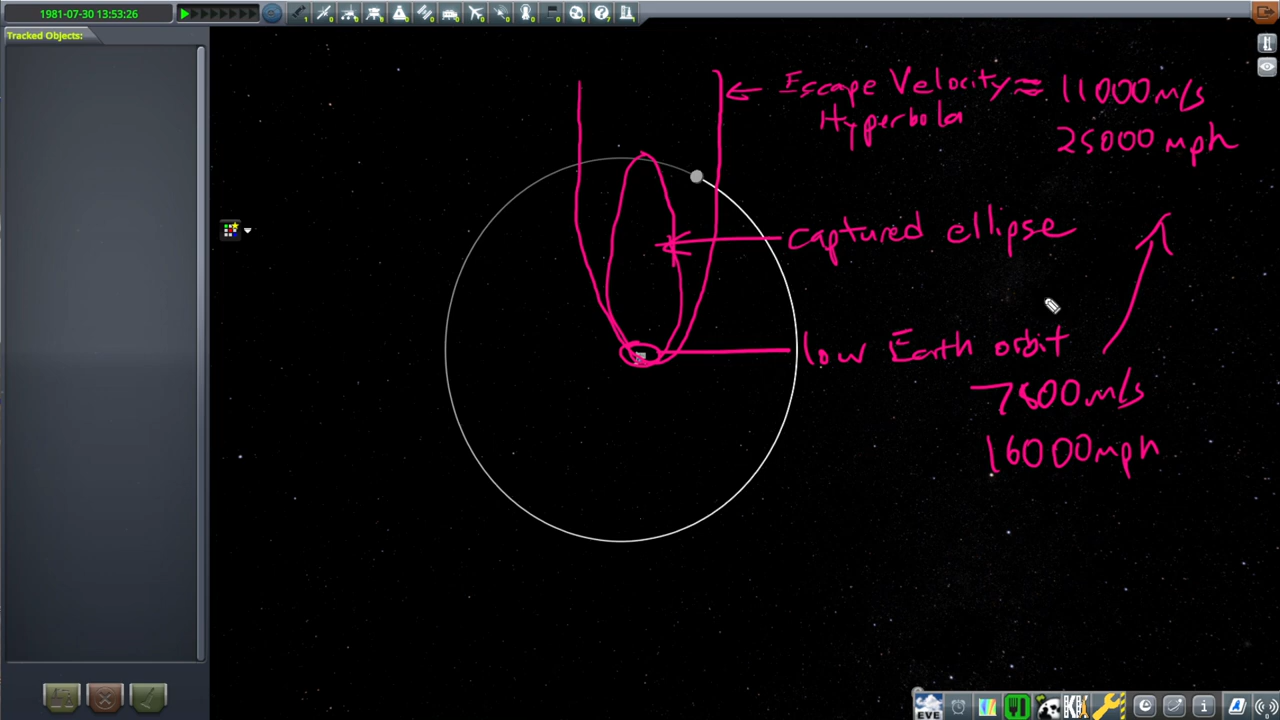 1981-07-30 13:53:26
Tracked Objects:
← Escape Velocity ≈ 11000 m/s
Hyperbola
25000 mph
captured ellipse
low Earth orbit
7800 m/s
16000 mph
EVE